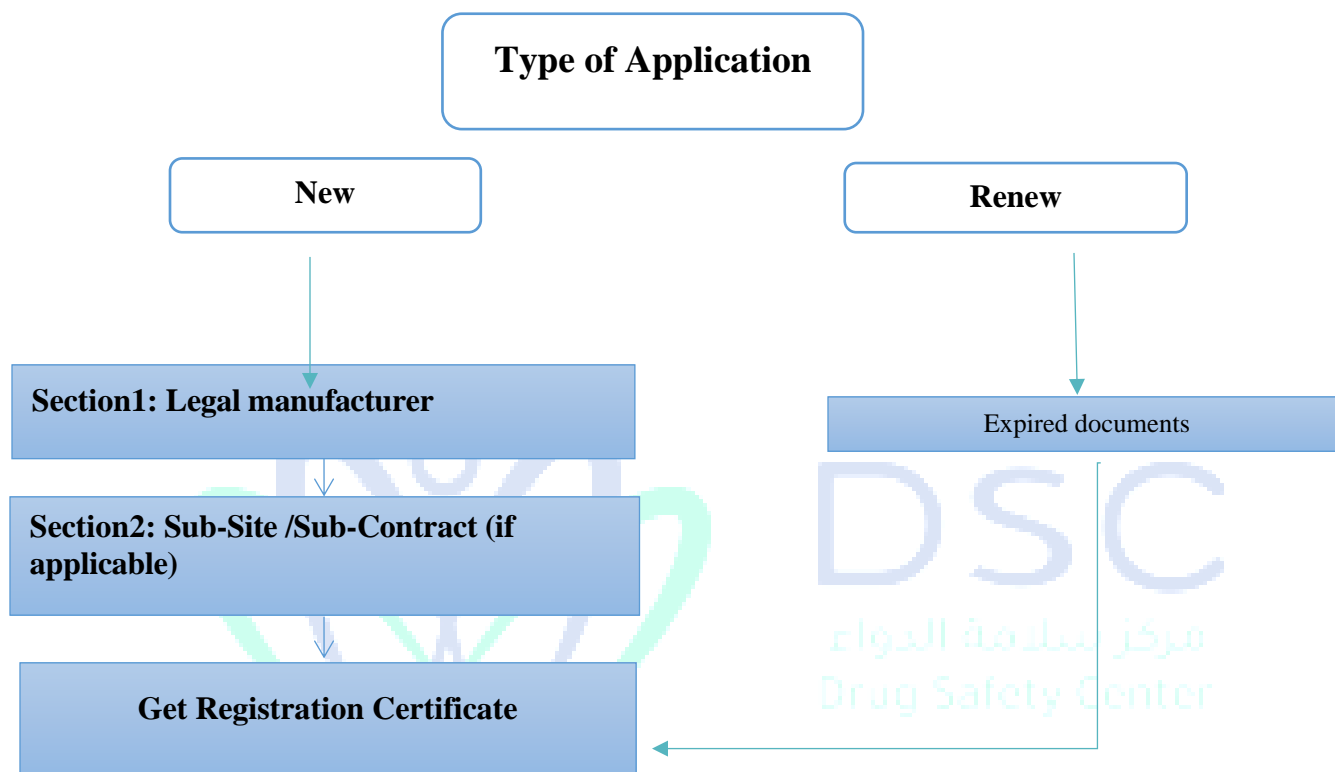 Type of Application
New
Renew
Section1: Legal manufacturer
Expired documents
DSC
Section2: Sub-Site /Sub-Contract (if
applicable)
مركز سلامة الدواء
Drug Safety Center
Get Registration Certificate